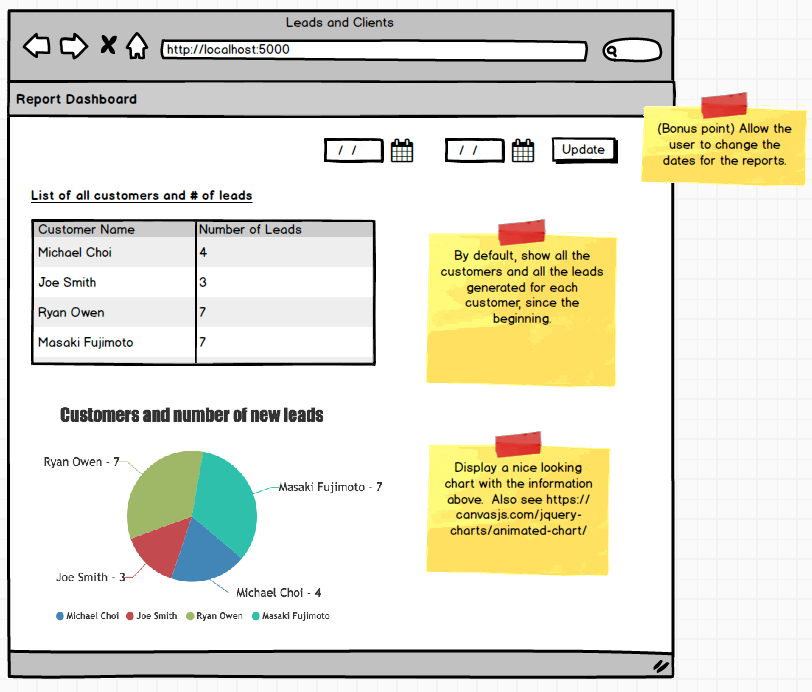 Leads and Clients
http://localhost:5000
Report Dashboard
(Bonus point) Allow the
user to change the
dates for the reports.
/ /
/ /
Update
List of all customers and # of leads
Customer Name Number of Leads
Michael Choi 4
Joe Smith 3
Ryan Owen 7
Masaki Fujimoto 7
By default, show all the
customers and all the leads
generated for each
customer, since the
beginning.
Customers and number of new leads
Ryan Owen - 7
Masaki Fujimoto - 7
Joe Smith - 3
Michael Choi - 4
Michael Choi Joe Smith Ryan Owen Masaki Fujimoto
Display a nice looking
chart with the information
above. Also see https://
canvasjs.com/jquery-
charts/animated-chart/